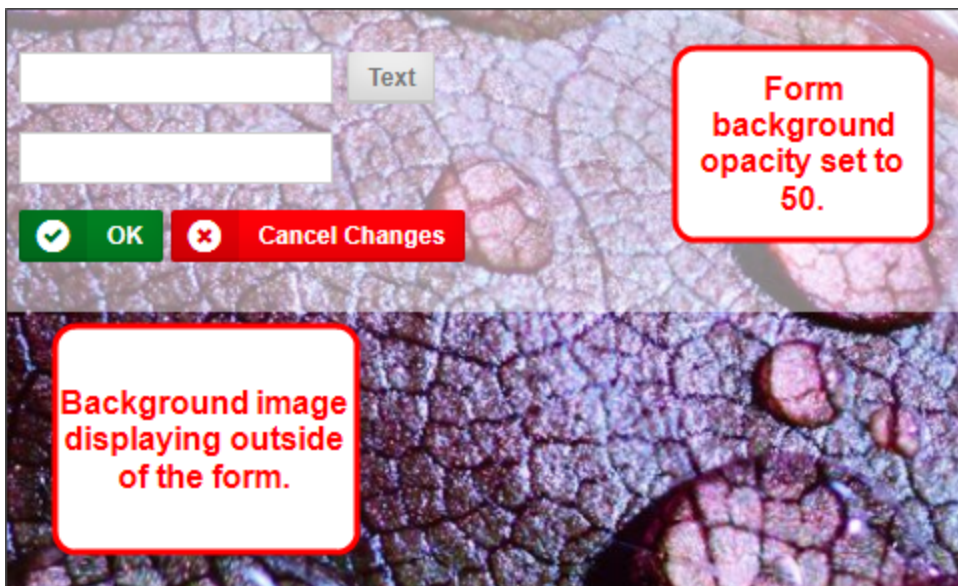 Text
Form
background
opacity set to
50.
OK
Cancel Changes
Background image
displaying outside
of the form.